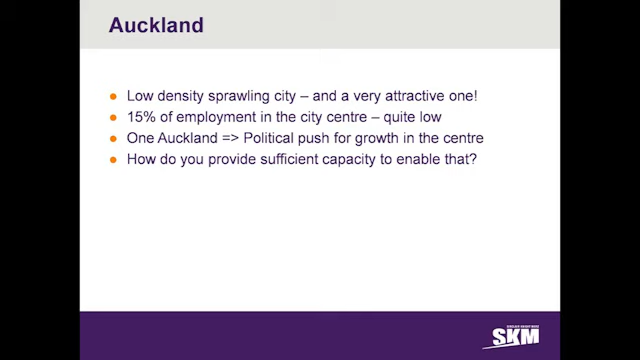 Auckland
Low density sprawling city – and a very attractive one!
15% of employment in the city centre – quite low
One Auckland => Political push for growth in the centre
How do you provide sufficient capacity to enable that?
SKM